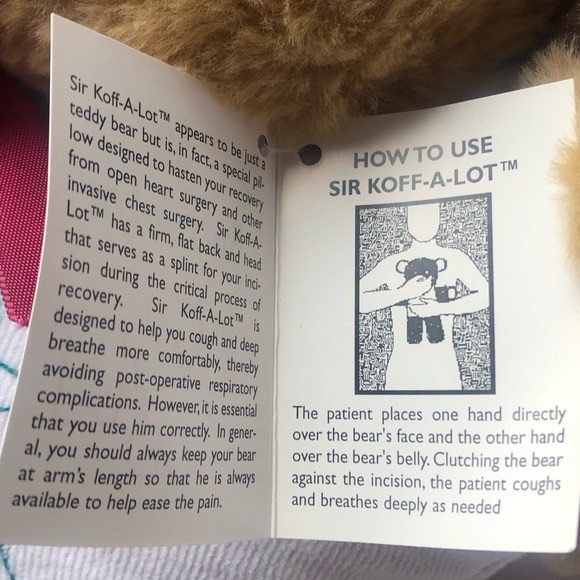 Sir Koff-A-Lot™ appears to be just a
teddy bear but is, in fact, a special pil-
low designed to hasten your recovery
from open heart surgery and other
invasive chest surgery. Sir Koff-A-
Lot™ has a firm, flat back and head
that serves as a splint for your inci-
sion during the critical process of
recovery. Sir Koff-A-Lot™ is
designed to help you cough and deep
breathe more comfortably, thereby
avoiding post-operative respiratory
complications. However, it is essential
that you use him correctly. In gener-
al, you should always keep your bear
at arm's length so that he is always
available to help ease the pain.
HOW TO USE
SIR KOFF-A-LOT™
The patient places one hand directly
over the bear's face and the other hand
over the bear's belly. Clutching the bear
against the incision, the patient coughs
and breathes deeply as needed